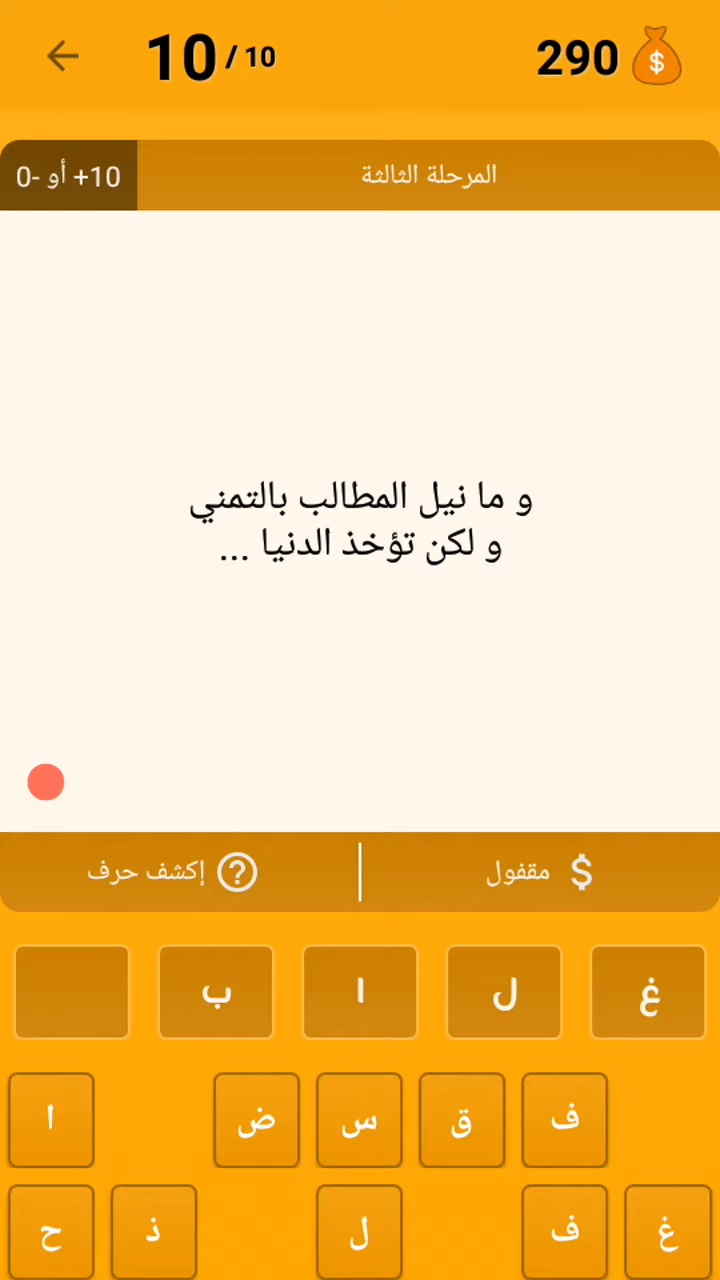 10 / 10
290 $
+10 أو -0
المرحلة الثالثة
و ما نيل المطالب بالتمني
و لكن تؤخذ الدنيا ...
$ مقفول
? إكشف حرف
غ ل ا ب
ف ق س ض ا
غ ف ل ذ ح